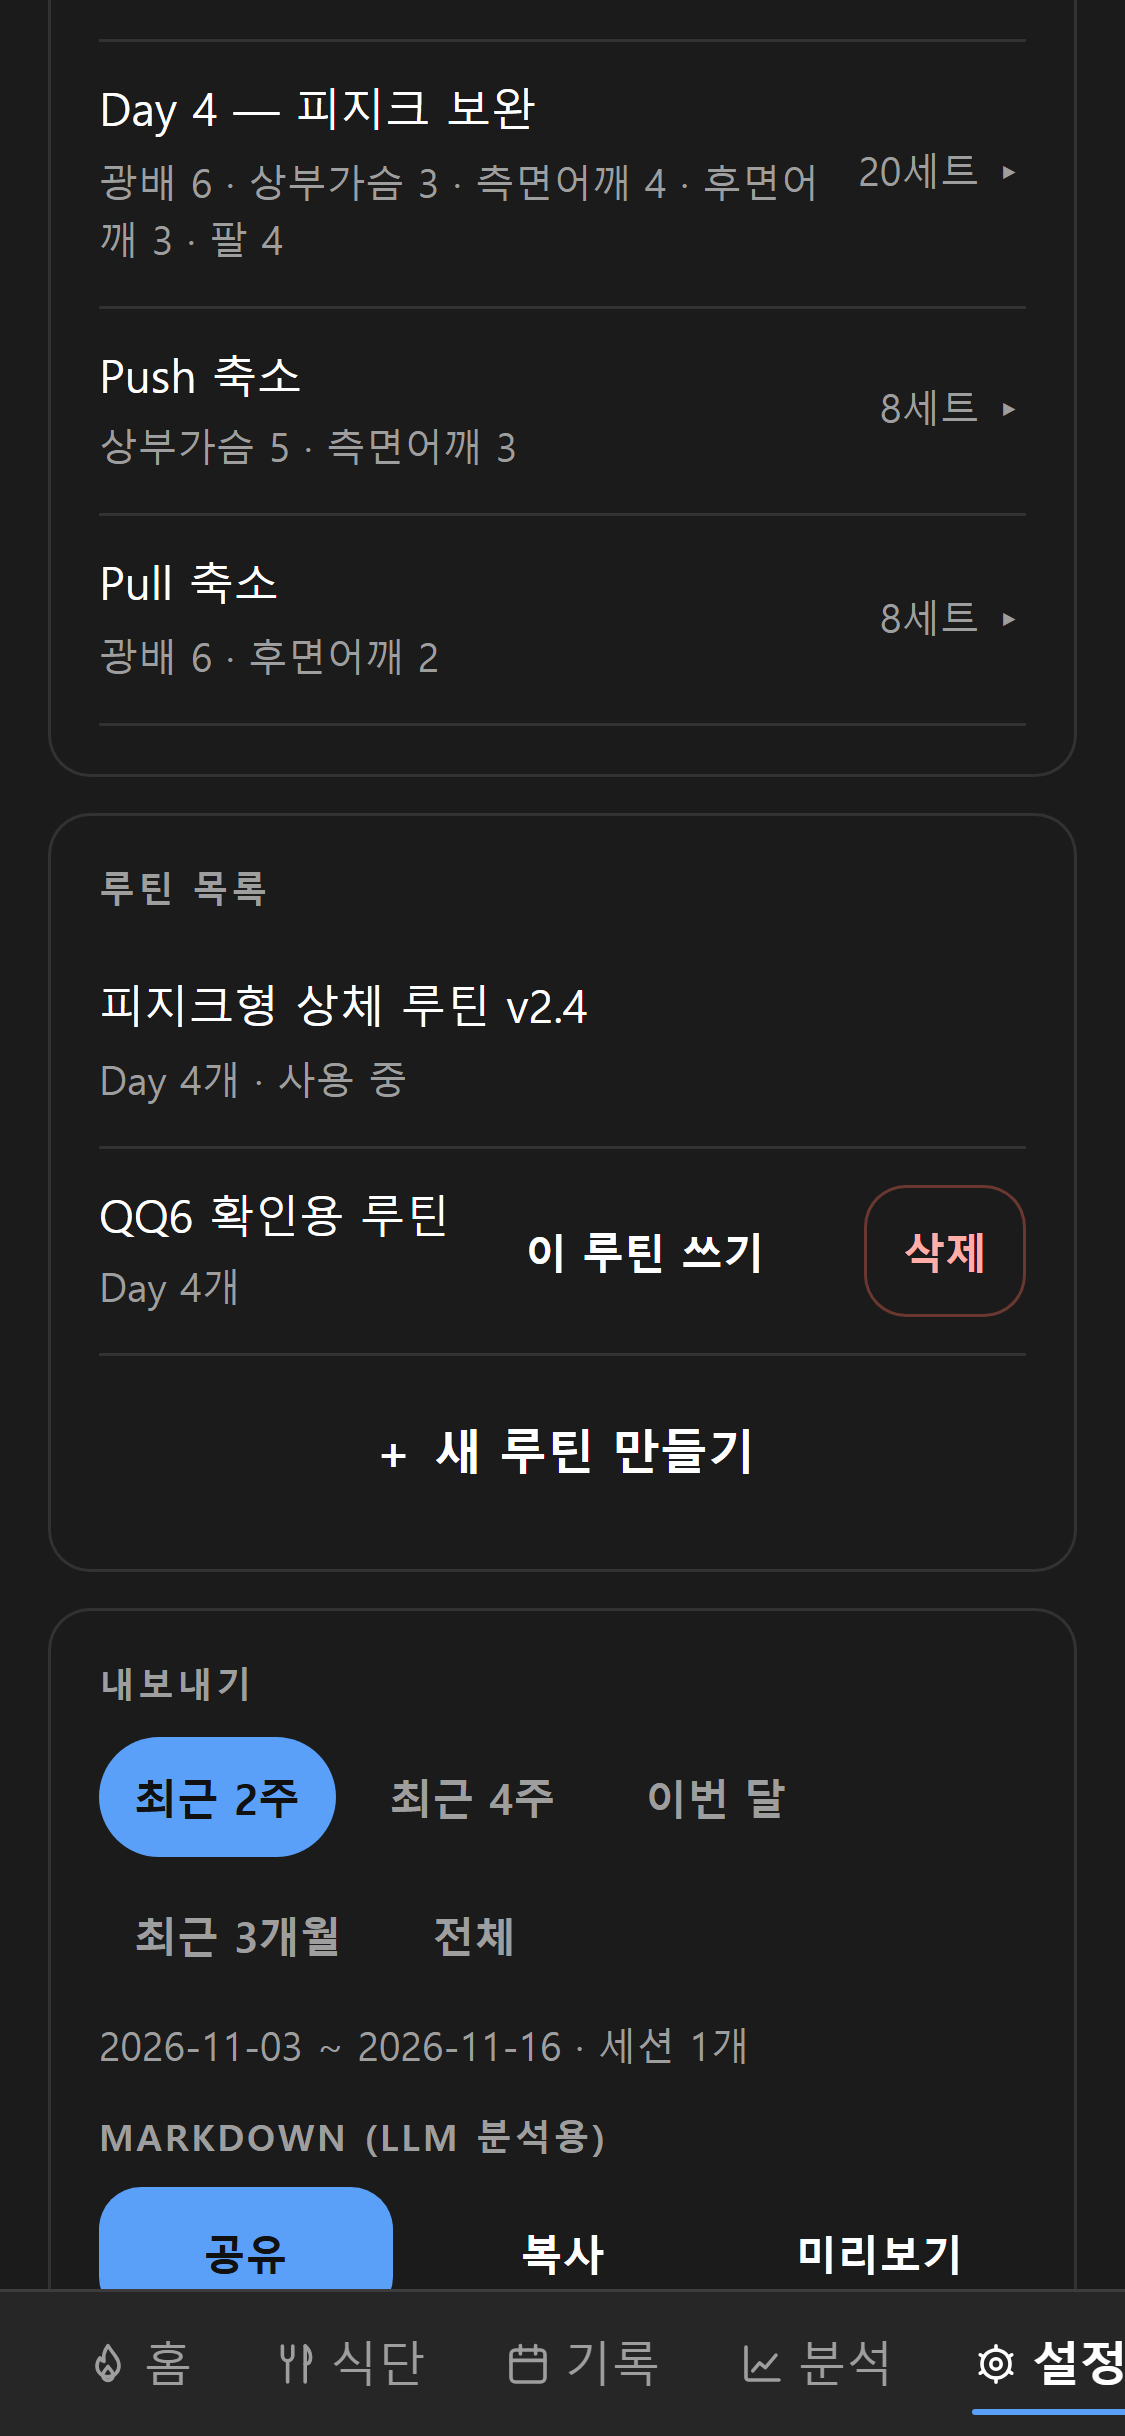 Day 4 — 피지크 보완
광배 6 · 상부가슴 3 · 측면어깨 4 · 후면어
깨 3 · 팔 4
20세트 ▸
Push 축소
상부가슴 5 · 측면어깨 3
8세트 ▸
Pull 축소
광배 6 · 후면어깨 2
8세트 ▸
루틴 목록
피지크형 상체 루틴 v2.4
Day 4개 · 사용 중
QQ6 확인용 루틴
Day 4개
이 루틴 쓰기
삭제
+ 새 루틴 만들기
내보내기
최근 2주 최근 4주 이번 달
최근 3개월 전체
2026-11-03 ~ 2026-11-16 · 세션 1개
MARKDOWN (LLM 분석용)
공유 복사 미리보기
홈 식단 기록 분석 설정